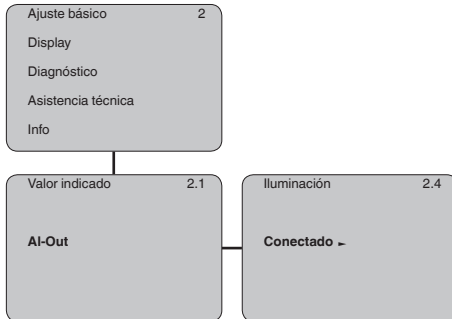 Ajuste básico 2
Display
Diagnóstico
Asistencia técnica
Info
Valor indicado 2.1
AI-Out
Iluminación 2.4
Conectado ►